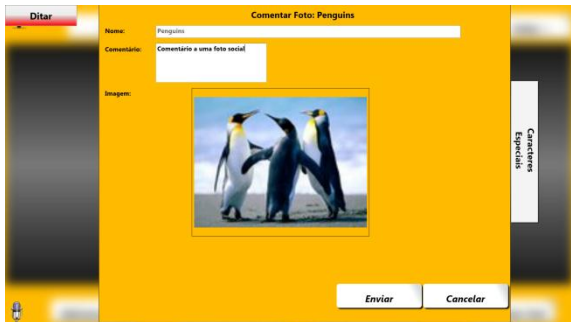 Ditar
Comentar Foto: Penguins
Nome: Penguins
Comentário: Comentário a uma foto social
Imagem:
Caracteres
Especiais
Enviar
Cancelar